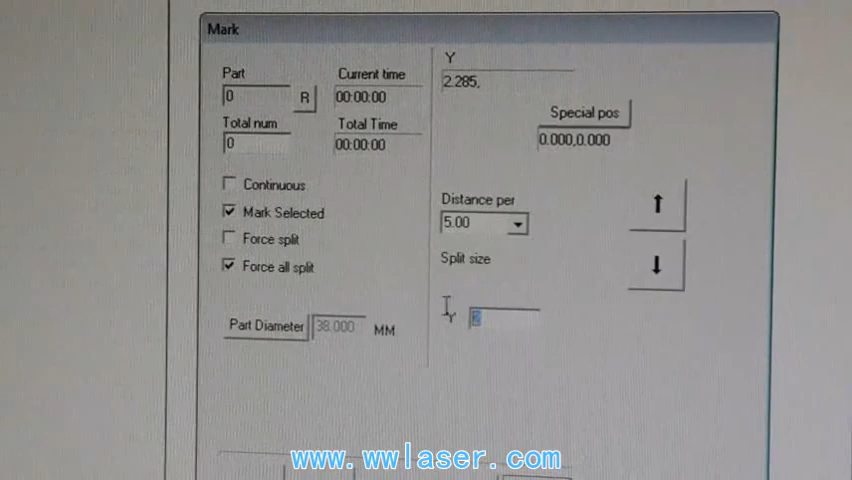 Mark
Part
0
R
Current time
00:00:00
Total num
0
Total Time
00:00:00
Continuous
Mark Selected
Force split
Force all split
Part Diameter
38.000
MM
Y
2.285,
Special pos
0.000,0.000
Distance per
5.00
Split size
Y
www.wwlaser.com